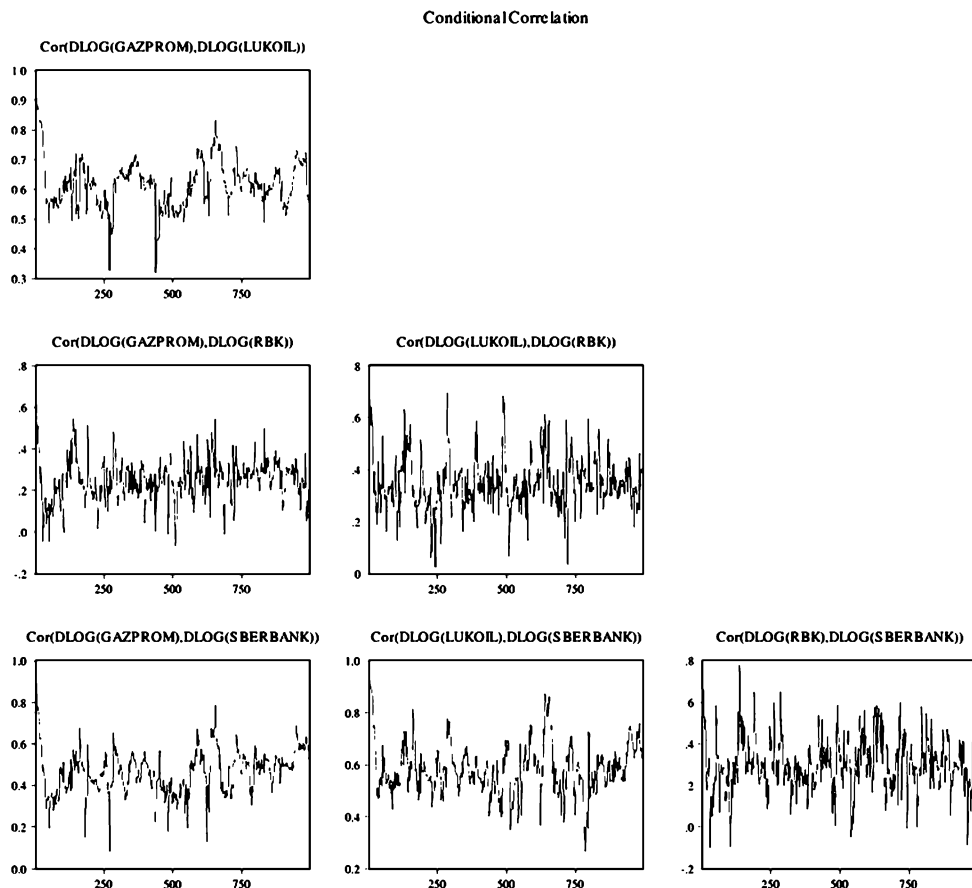 Conditional Correlation
Cor(DLOG(GAZPROM),DLOG(LUKOIL))
1 0
0.9
0.8
0.7
0.6
0.5
0.4
0.3
250 500 750
Cor(DLOG(GAZPROM),DLOG(RBK)) Cor(DLOG(LUKOIL),DLOG(RBK))
.8 .8
.6 .6
.4 .4
.2 .2
.0 0
-.2
250 500 750 250 500 750
Cor(DLOG(GAZPROM),DLOG(SBERBANK)) Cor(DLOG(LUKOIL),DLOG(SBERBANK)) Cor(DLOG(RBK),DLOG(SBERBANK))
1.0 1.0 .8
0.8 0.8 6
0.6 .4
0.6 2
0.4 0.4 .0
0.2
0.0 0.2 -.2
250 500 750 250 500 750 250 500 750